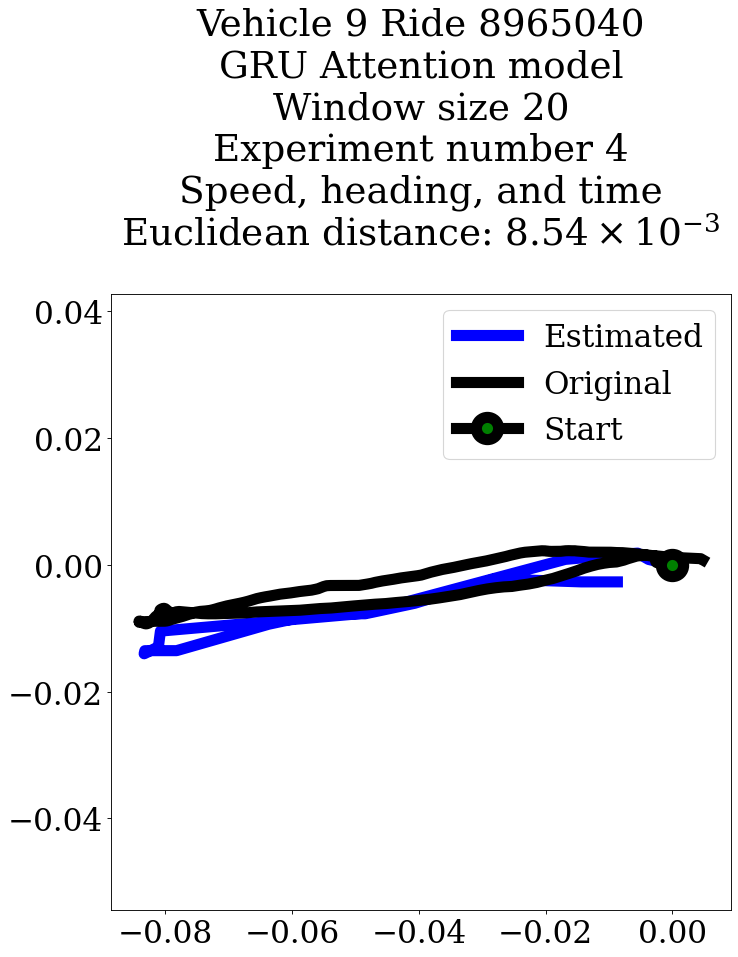 Vehicle 9 Ride 8965040
GRU Attention model
Window size 20
Experiment number 4
Speed, heading, and time
Euclidean distance: 8.54 × 10⁻³
Estimated
Original
Start
0.04
0.02
0.00
−0.02
−0.04
−0.08 −0.06 −0.04 −0.02 0.00